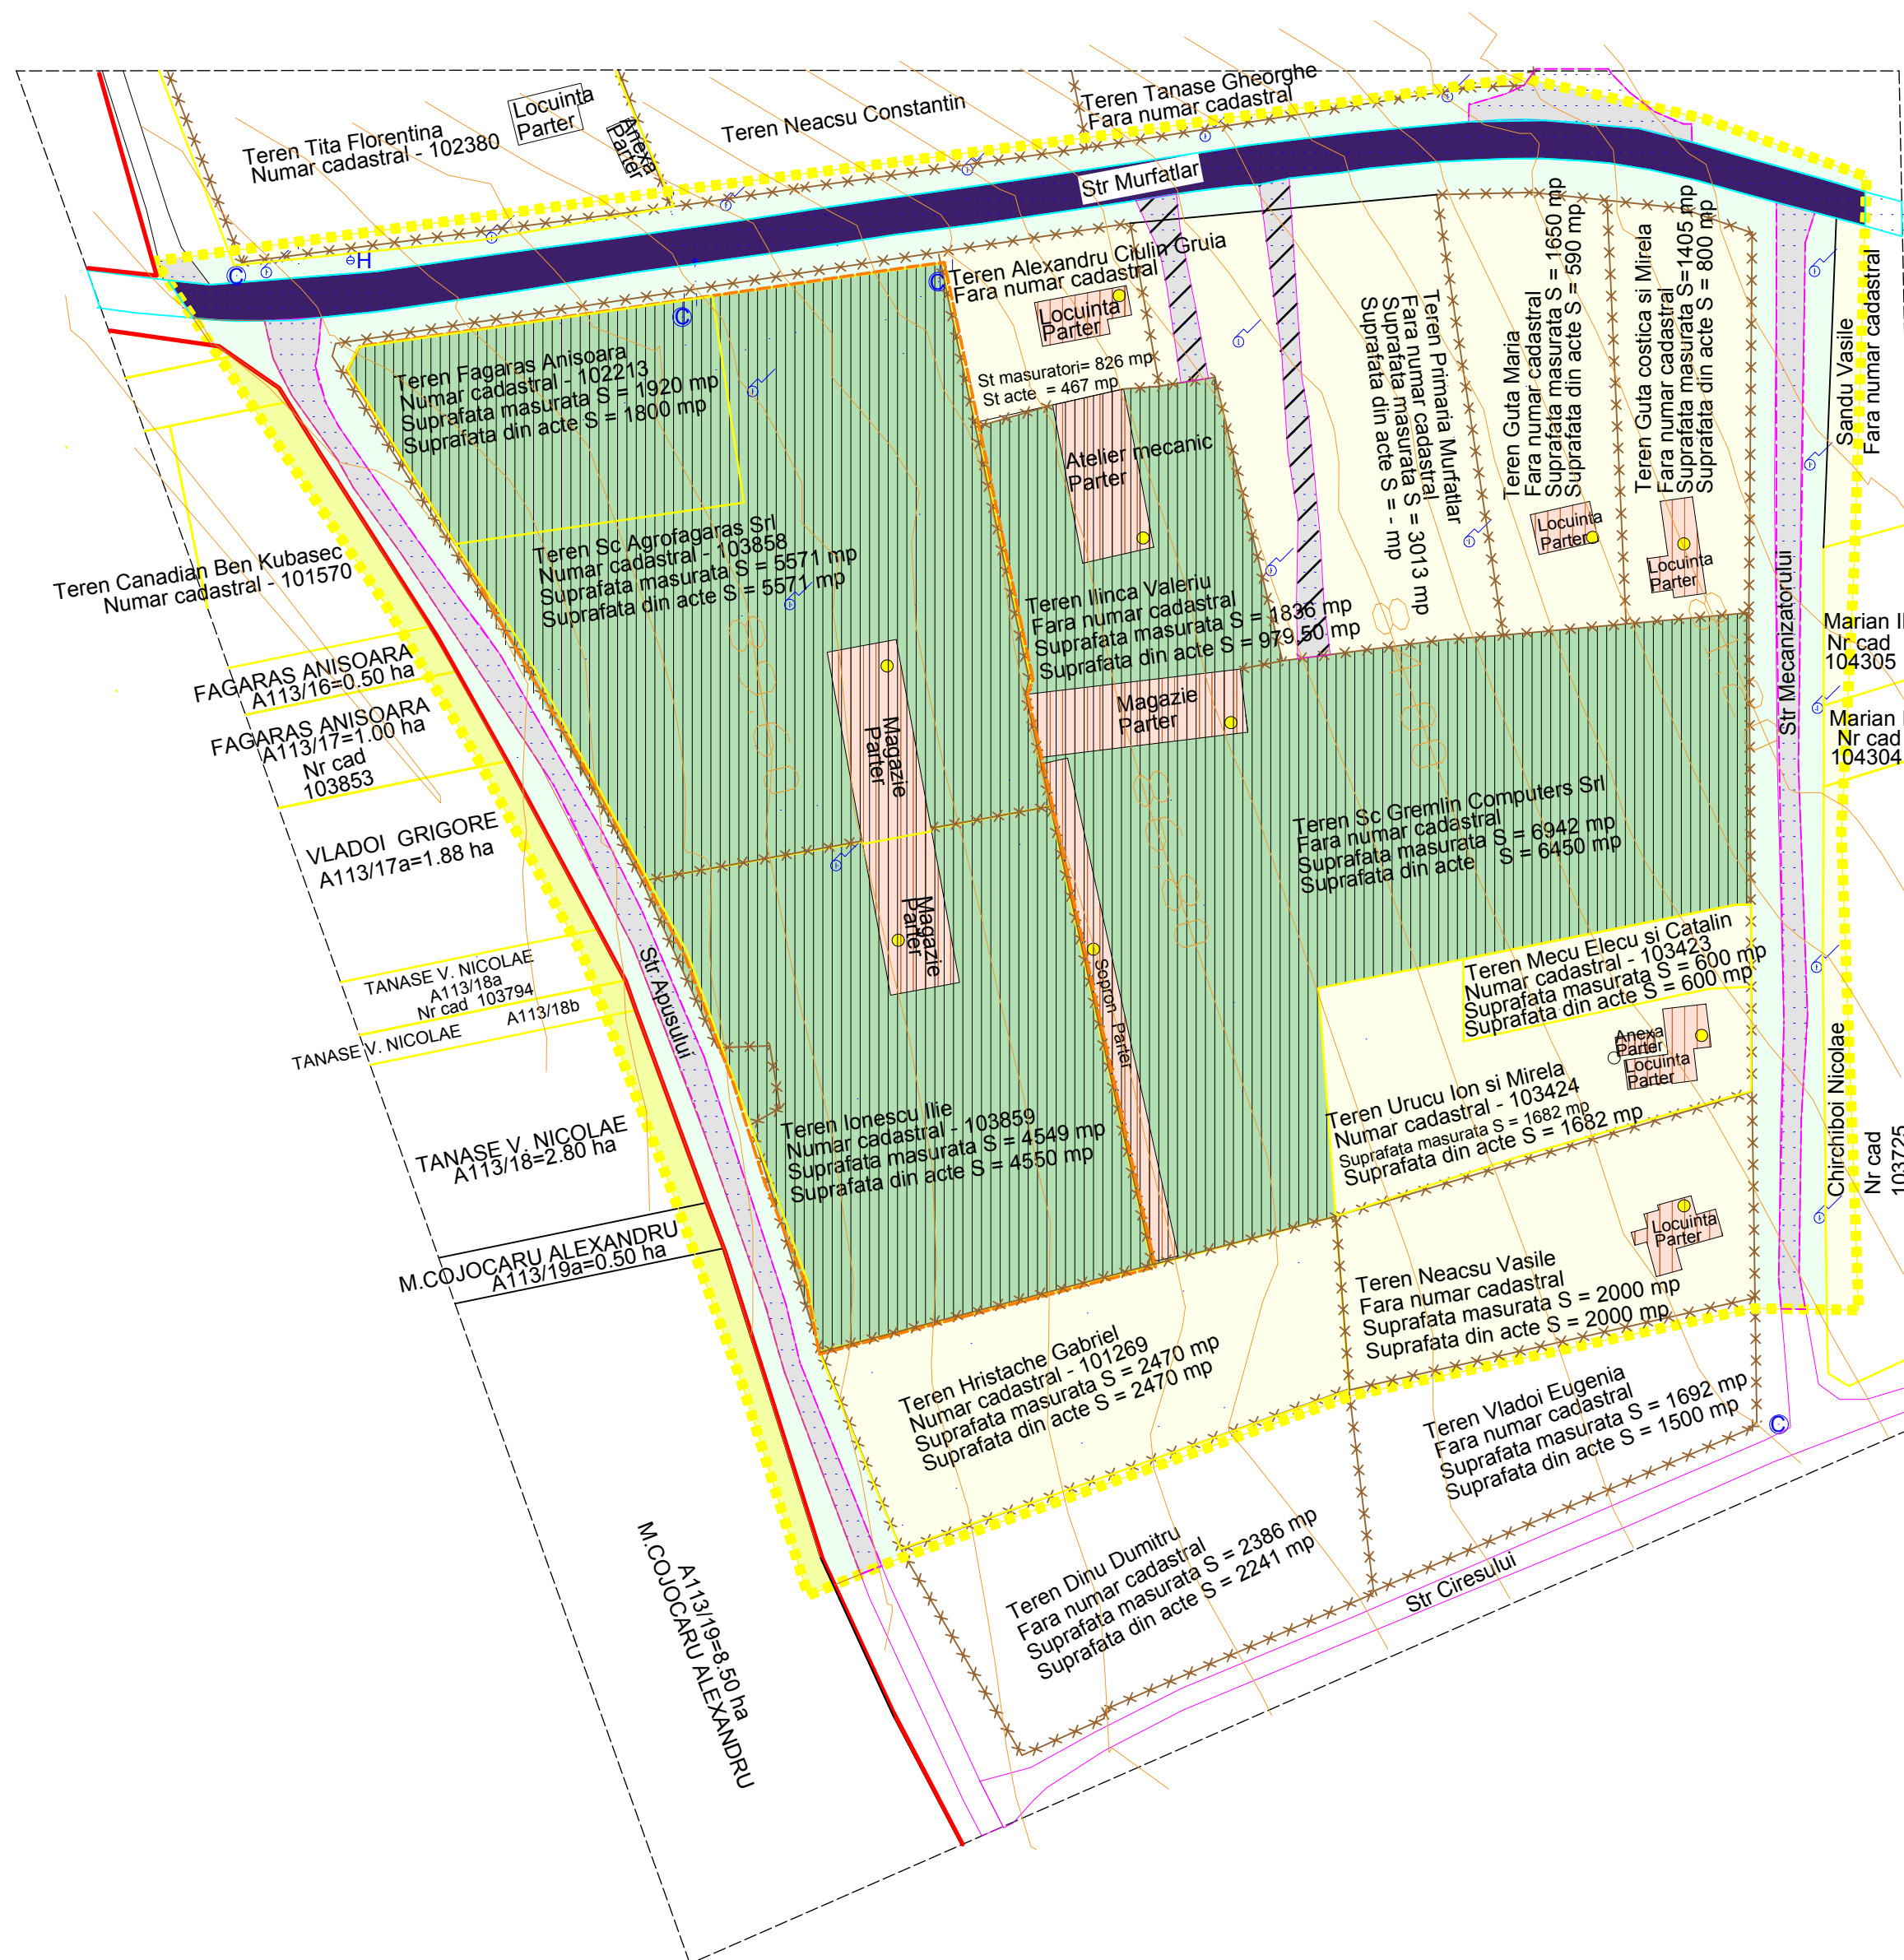 Locuinta
Parter
Anexa
Parter
Teren Tita Florentina
Numar cadastral - 102380
Teren Neacsu Constantin
Teren Tanase Gheorghe
Fara numar cadastral
Str Murfatlar
C
H
C
C
Teren Alexandru Ciulin Gruia
Fara numar cadastral
Locuinta
Parter
St masuratori= 826 mp
St acte = 467 mp
Teren Fagaras Anisoara
Numar cadastral - 102213
Suprafata masurata S = 1920 mp
Suprafata din acte S = 1800 mp
Atelier mecanic
Parter
Teren Primaria Murfatlar
Fara numar cadastral
Suprafata masurata S = 3013 mp
Suprafata din acte S = - mp
Teren Guta Maria
Fara numar cadastral
Suprafata masurata S = 1650 mp
Suprafata din acte S = 590 mp
Locuinta
Parter
Teren Guta costica si Mirela
Fara numar cadastral
Suprafata masurata S=1405 mp
Suprafata din acte S = 800 mp
Locuinta
Parter
Sandu Vasile
Fara numar cadastral
Str Mecanizatorului
Teren Sc Agrofagaras Srl
Numar cadastral - 103858
Suprafata masurata S = 5571 mp
Suprafata din acte S = 5571 mp
Teren Canadian Ben Kubasec
Numar cadastral - 101570
Teren Ilinca Valeriu
Fara numar cadastral
Suprafata masurata S = 1836 mp
Suprafata din acte S = 979.50 mp
Marian I
Nr cad
104305
Marian
Nr cad
104304
FAGARAS ANISOARA
A113/16=0.50 ha
FAGARAS ANISOARA
A113/17=1.00 ha
Nr cad
103853
Magazie
Parter
Magazie
Parter
Magazie
Parter
Sopron Parter
VLADOI GRIGORE
A113/17a=1.88 ha
Teren Sc Gremlin Computers Srl
Fara numar cadastral
Suprafata masurata S = 6942 mp
Suprafata din acte S = 6450 mp
Teren Mecu Elecu si Catalin
Numar cadastral - 103423
Suprafata masurata S = 600 mp
Suprafata din acte S = 600 mp
TANASE V. NICOLAE
A113/18a
Nr cad 103794
TANASE V. NICOLAE A113/18b
Str Apusului
Anexa
Parter
Locuinta
Parter
Teren Urucu Ion si Mirela
Numar cadastral - 103424
Suprafata masurata S = 1682 mp
Suprafata din acte S = 1682 mp
Chirchiboi Nicolae
Nr cad
103725
Teren Ionescu Ilie
Numar cadastral - 103859
Suprafata masurata S = 4549 mp
Suprafata din acte S = 4550 mp
TANASE V. NICOLAE
A113/18=2.80 ha
M.COJOCARU ALEXANDRU
A113/19a=0.50 ha
Locuinta
Parter
Teren Neacsu Vasile
Fara numar cadastral
Suprafata masurata S = 2000 mp
Suprafata din acte S = 2000 mp
Teren Hristache Gabriel
Numar cadastral - 101269
Suprafata masurata S = 2470 mp
Suprafata din acte S = 2470 mp
Teren Vladoi Eugenia
Fara numar cadastral
Suprafata masurata S = 1692 mp
Suprafata din acte S = 1500 mp
C
Teren Dinu Dumitru
Fara numar cadastral
Suprafata masurata S = 2386 mp
Suprafata din acte S = 2241 mp
Str Ciresului
A113/19=8.50 ha
M.COJOCARU ALEXANDRU